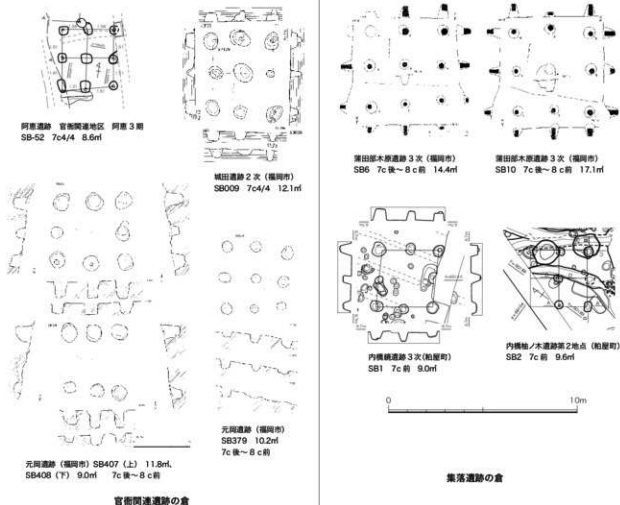 阿恵遺跡 官衙関連地区 阿恵3期
SB-52 7c4/4 8.6㎡
城田遺跡2次（福岡市）
SB009 7c4/4 12.1㎡
元岡遺跡（福岡市）SB407（上） 11.8㎡、
SB408（下） 9.0㎡ 7c後～8c前
元岡遺跡（福岡市）
SB379 10.2㎡
7c後～8c前
官衙関連遺跡の倉
蒲田部木原遺跡3次（福岡市）
SB6 7c後～8c前 14.4㎡
蒲田部木原遺跡3次（福岡市）
SB10 7c後～8c前 17.1㎡
内橋鏡遺跡3次（粕屋町）
SB1 7c前 9.0㎡
内橋柚ノ木遺跡第2地点（粕屋町）
SB2 7c前 9.6㎡
0 10m
集落遺跡の倉